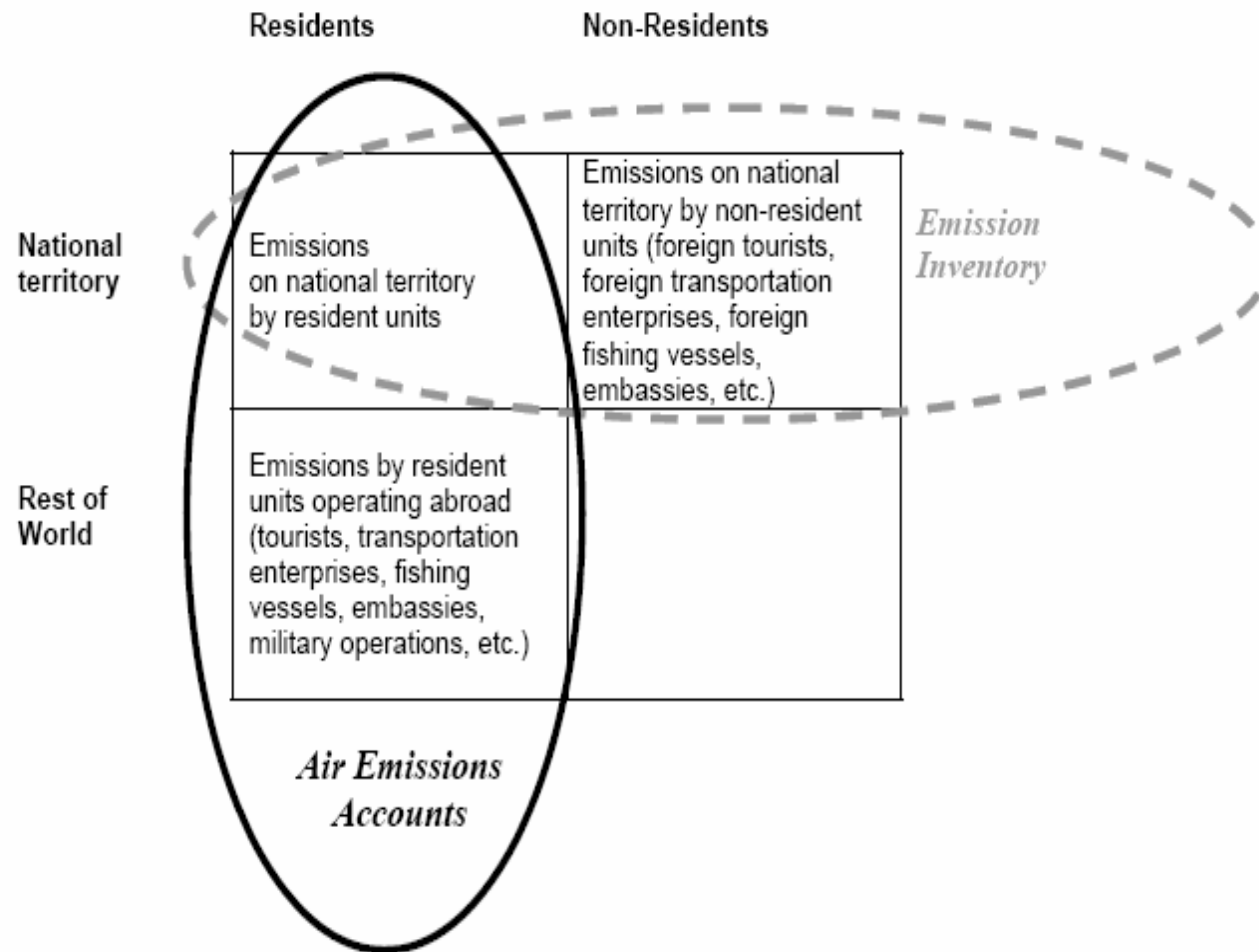 Residents
Non-Residents
National
territory
Emissions
on national territory
by resident units
Emissions on national
territory by non-resident
units (foreign tourists,
foreign transportation
enterprises, foreign
fishing vessels,
embassies, etc.)
Emission
Inventory
Rest of
World
Emissions by resident
units operating abroad
(tourists, transportation
enterprises, fishing
vessels, embassies,
military operations, etc.)
Air Emissions
Accounts